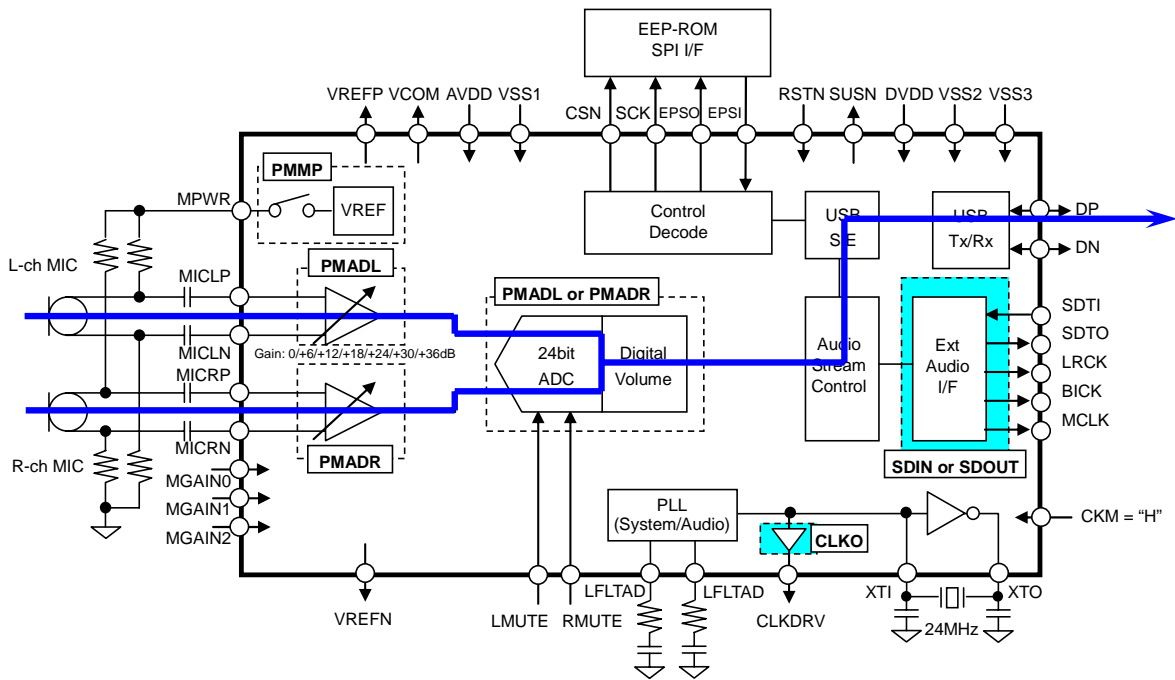 EEP-ROM
SPI I/F
VREFP VCOM AVDD VSS1
CSN SCK EPSO EPSI
RSTN SUSN DVDD VSS2 VSS3
PMMP
MPWR
VREF
Control
Decode
USB
SIE
USB
Tx/Rx
DP
DN
L-ch MIC
MICLP
PMADL
PMADL or PMADR
MICLN
Gain: 0/+6/+12/+18/+24/+30/+36dB
24bit
ADC
Digital
Volume
Audio
Stream
Control
Ext
Audio
I/F
SDTI
SDTO
LRCK
BICK
MCLK
MICRP
MICRN
R-ch MIC
PMADR
SDIN or SDOUT
MGAIN0
MGAIN1
MGAIN2
PLL
(System/Audio)
CLKO
CKM = “H”
VREFN
LMUTE RMUTE
LFLTAD LFLTAD
CLKDRV
XTI XTO
24MHz